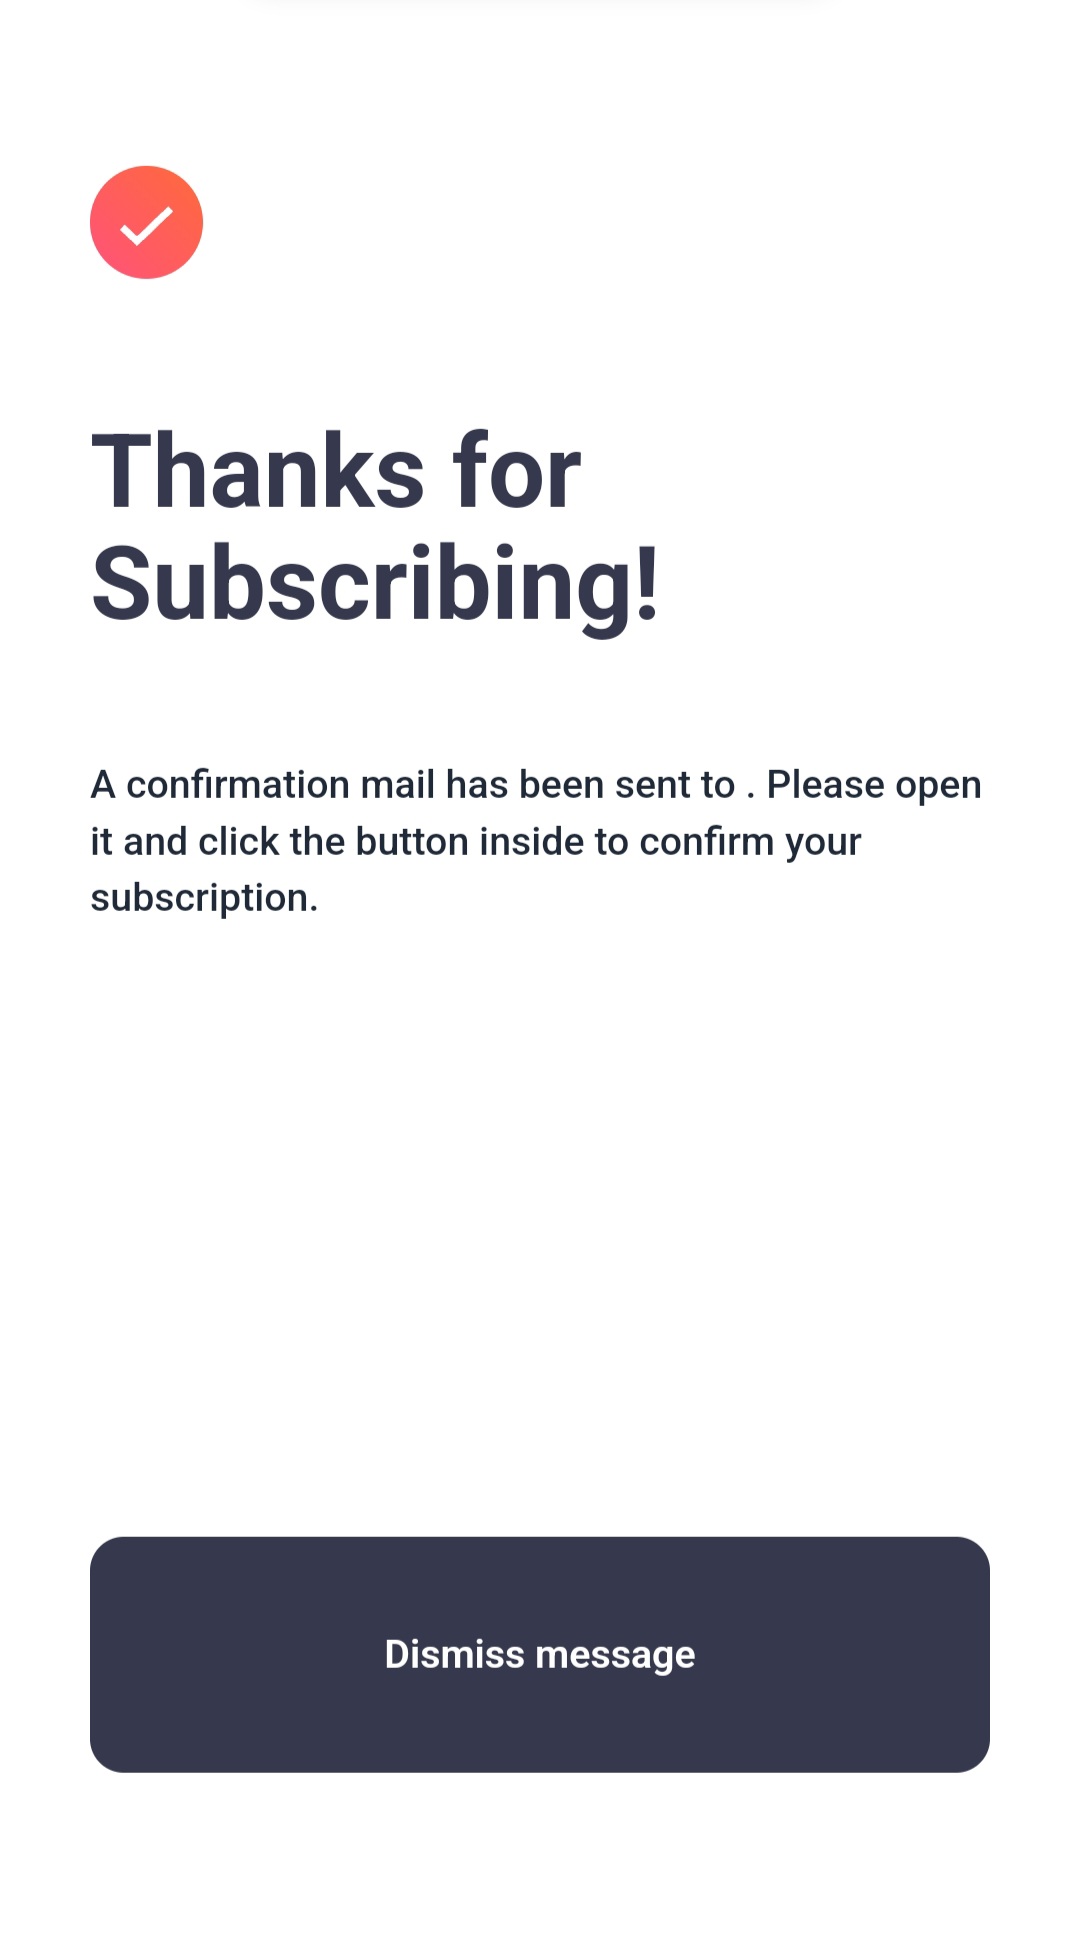 Thanks for
Subscribing!
A confirmation mail has been sent to . Please open
it and click the button inside to confirm your
subscription.
Dismiss message